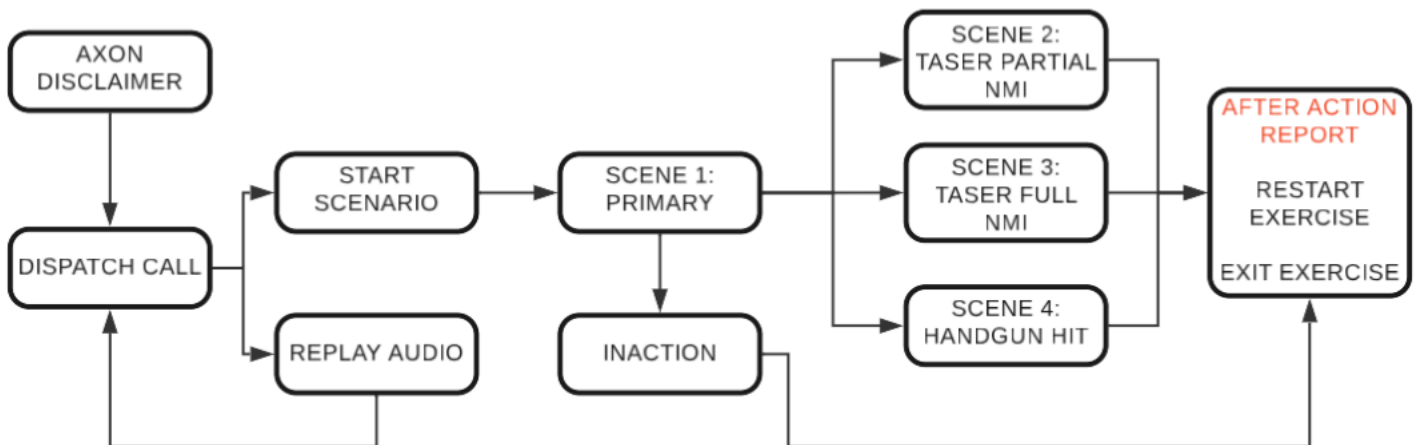 AXON
DISCLAIMER
DISPATCH CALL
START
SCENARIO
REPLAY AUDIO
SCENE 1:
PRIMARY
INACTION
SCENE 2:
TASER PARTIAL
NMI
SCENE 3:
TASER FULL
NMI
SCENE 4:
HANDGUN HIT
AFTER ACTION
REPORT
RESTART
EXERCISE
EXIT EXERCISE